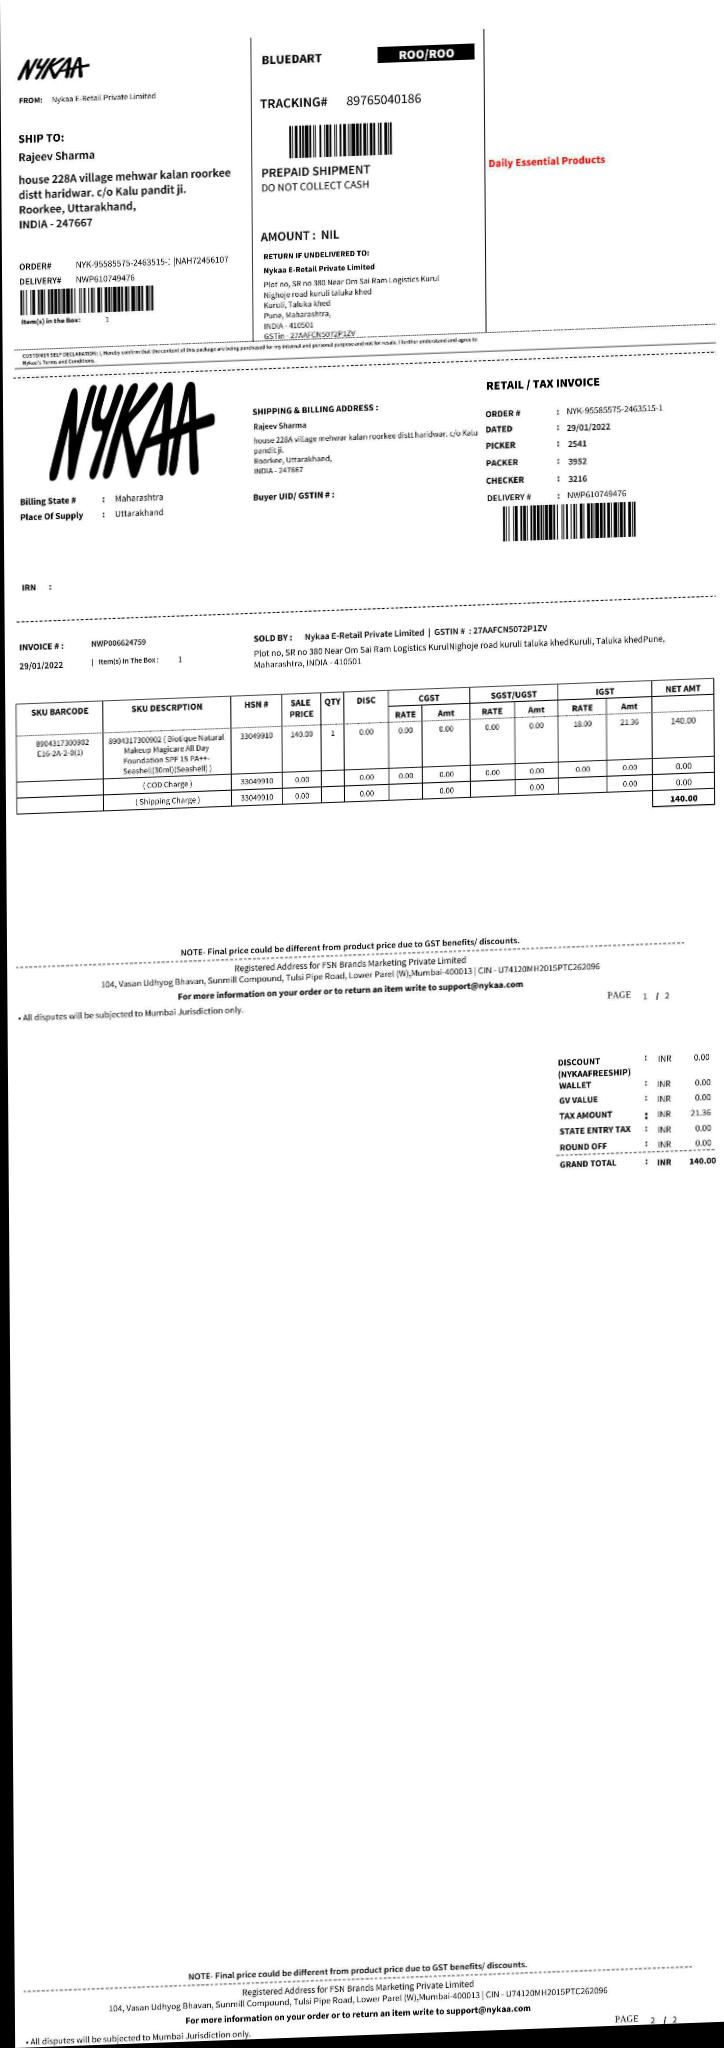 NYKAA
FROM: Nykaa E-Retail Private Limited
SHIP TO:
Rajeev Sharma
house 228A village mehwar kalan roorkee
distt haridwar. c/o Kalu pandit ji.
Roorkee, Uttarakhand,
INDIA - 247667
ORDER# NYK-95585575-2463515-: |NAH72456107
DELIVERY# NWP610749476
Item(s) in the Box: 1
BLUEDART ROO/ROO
TRACKING# 89765040186
PREPAID SHIPMENT
DO NOT COLLECT CASH
AMOUNT : NIL
RETURN IF UNDELIVERED TO:
Nykaa E-Retail Private Limited
Plot no, SR no 380 Near Om Sai Ram Logistics Kurul
Nighoje road kuruli taluka khed
Kuruli, Taluka khed
Pune, Maharashtra,
INDIA - 410501
GSTin - 27AAFCN5072P1ZV
Daily Essential Products
CUSTOMER SELF DECLARATION: I, Hereby confirm that the content of this package are being purchased for my internal and personal purpose and not for resale. I further understand and agree to
Nykaa's Terms and Conditions.
NYKAA
Billing State # : Maharashtra
Place Of Supply : Uttarakhand
SHIPPING & BILLING ADDRESS :
Rajeev Sharma
house 228A village mehwar kalan roorkee distt haridwar. c/o Kalu
pandit ji.
Roorkee, Uttarakhand,
INDIA - 247667
Buyer UID/ GSTIN # :
RETAIL / TAX INVOICE
ORDER # : NYK-95585575-2463515-1
DATED : 29/01/2022
PICKER : 2541
PACKER : 3952
CHECKER : 3216
DELIVERY # : NWP610749476
IRN :
INVOICE # : NWP006624759
29/01/2022 | Item(s) In The Box : 1
SOLD BY : Nykaa E-Retail Private Limited | GSTIN # : 27AAFCN5072P1ZV
Plot no, SR no 380 Near Om Sai Ram Logistics KurulNighoje road kuruli taluka khedKuruli, Taluka khedPune,
Maharashtra, INDIA - 410501
SKU BARCODE SKU DESCRPTION HSN # SALE PRICE QTY DISC CGST SGST/UGST IGST NET AMT
RATE Amt RATE Amt RATE Amt
8904317300902 8904317300902 ( Biotique Natural 33049910 140.00 1 0.00 0.00 0.00 0.00 0.00 18.00 21.36 140.00
E16-2A-2-0(1) Makeup Magicare All Day
Foundation SPF 15 PA++-
Seashell(30ml)(Seashell) )
( COD Charge ) 33049910 0.00 0.00 0.00 0.00 0.00 0.00 0.00 0.00 0.00
( Shipping Charge ) 33049910 0.00 0.00 0.00 0.00 0.00 0.00
140.00
NOTE- Final price could be different from product price due to GST benefits/ discounts.
Registered Address for FSN Brands Marketing Private Limited
104, Vasan Udhyog Bhavan, Sunmill Compound, Tulsi Pipe Road, Lower Parel (W),Mumbai-400013 | CIN - U74120MH2015PTC262096
For more information on your order or to return an item write to support@nykaa.com
PAGE 1 / 2
• All disputes will be subjected to Mumbai Jurisdiction only.
DISCOUNT : INR 0.00
(NYKAAFREESHIP)
WALLET : INR 0.00
GV VALUE : INR 0.00
TAX AMOUNT : INR 21.36
STATE ENTRY TAX : INR 0.00
ROUND OFF : INR 0.00
GRAND TOTAL : INR 140.00
NOTE- Final price could be different from product price due to GST benefits/ discounts.
Registered Address for FSN Brands Marketing Private Limited
104, Vasan Udhyog Bhavan, Sunmill Compound, Tulsi Pipe Road, Lower Parel (W),Mumbai-400013 | CIN - U74120MH2015PTC262096
For more information on your order or to return an item write to support@nykaa.com
PAGE 2 / 2
• All disputes will be subjected to Mumbai Jurisdiction only.